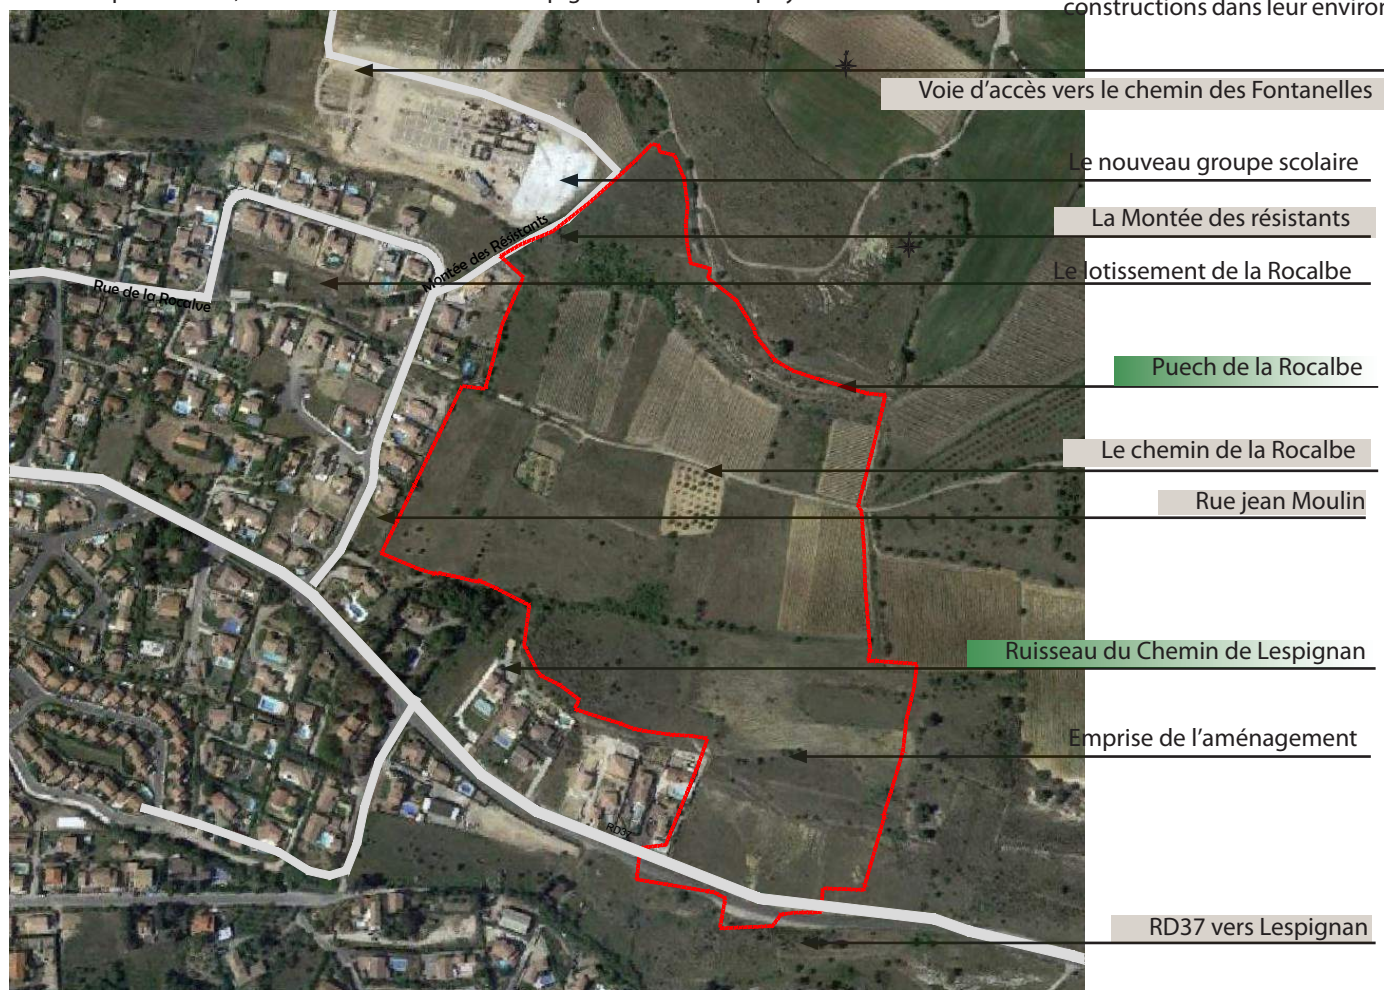 constructions dans leur environ
Voie d'accès vers le chemin des Fontanelles
Le nouveau groupe scolaire
La Montée des résistants
Montée des Résistants
Le lotissement de la Rocalbe
Rue de la Rocalve
Puech de la Rocalbe
Le chemin de la Rocalbe
Rue jean Moulin
Ruisseau du Chemin de Lespignan
Emprise de l'aménagement
RD37
RD37 vers Lespignan